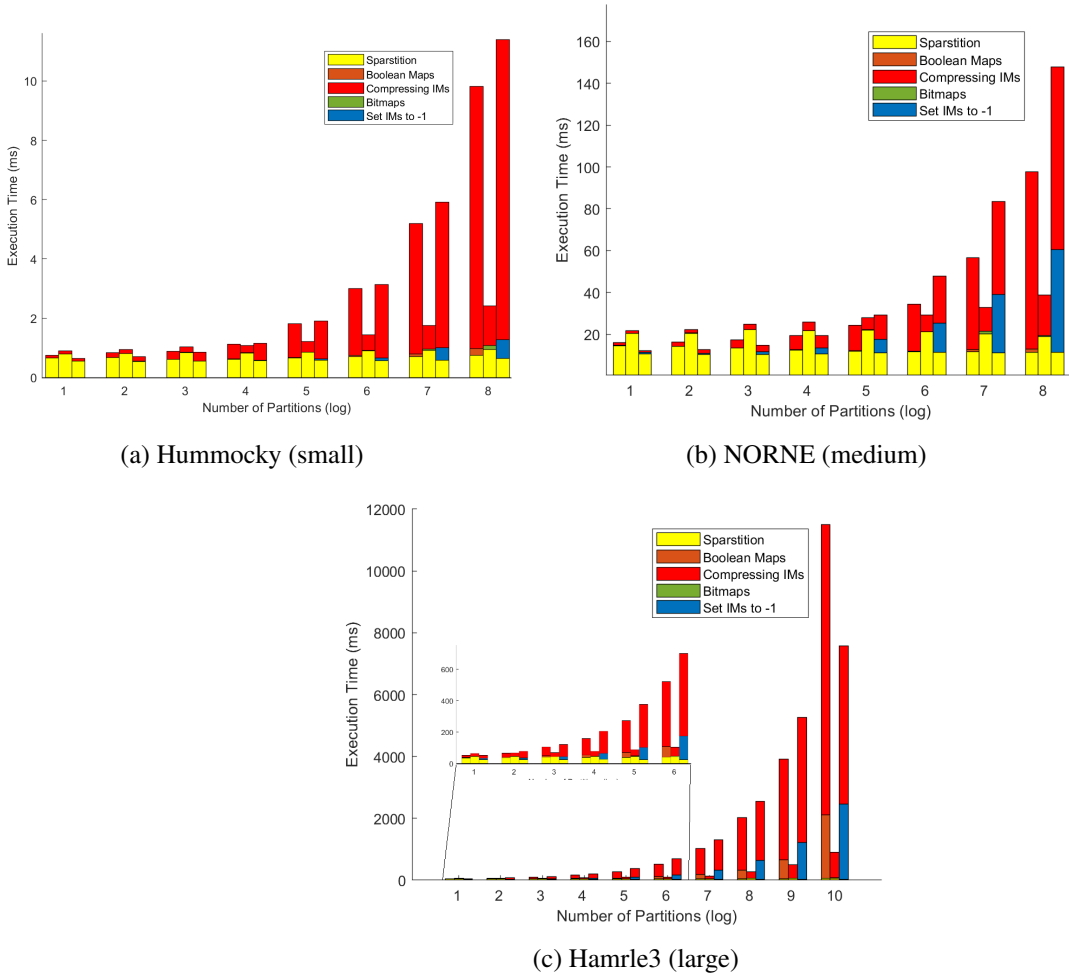 Execution Time (ms)
10
8
6
4
2
0
Sparstition
Boolean Maps
Compressing IMs
Bitmaps
Set IMs to -1
1 2 3 4 5 6 7 8
Number of Partitions (log)
(a) Hummocky (small)
Execution Time (ms)
160
140
120
100
80
60
40
20
Sparstition
Boolean Maps
Compressing IMs
Bitmaps
Set IMs to -1
1 2 3 4 5 6 7 8
Number of Partitions (log)
(b) NORNE (medium)
Execution Time (ms)
12000
10000
8000
6000
4000
2000
0
Sparstition
Boolean Maps
Compressing IMs
Bitmaps
Set IMs to -1
600
400
200
0
1 2 3 4 5 6
1 2 3 4 5 6 7 8 9 10
Number of Partitions (log)
(c) Hamrle3 (large)